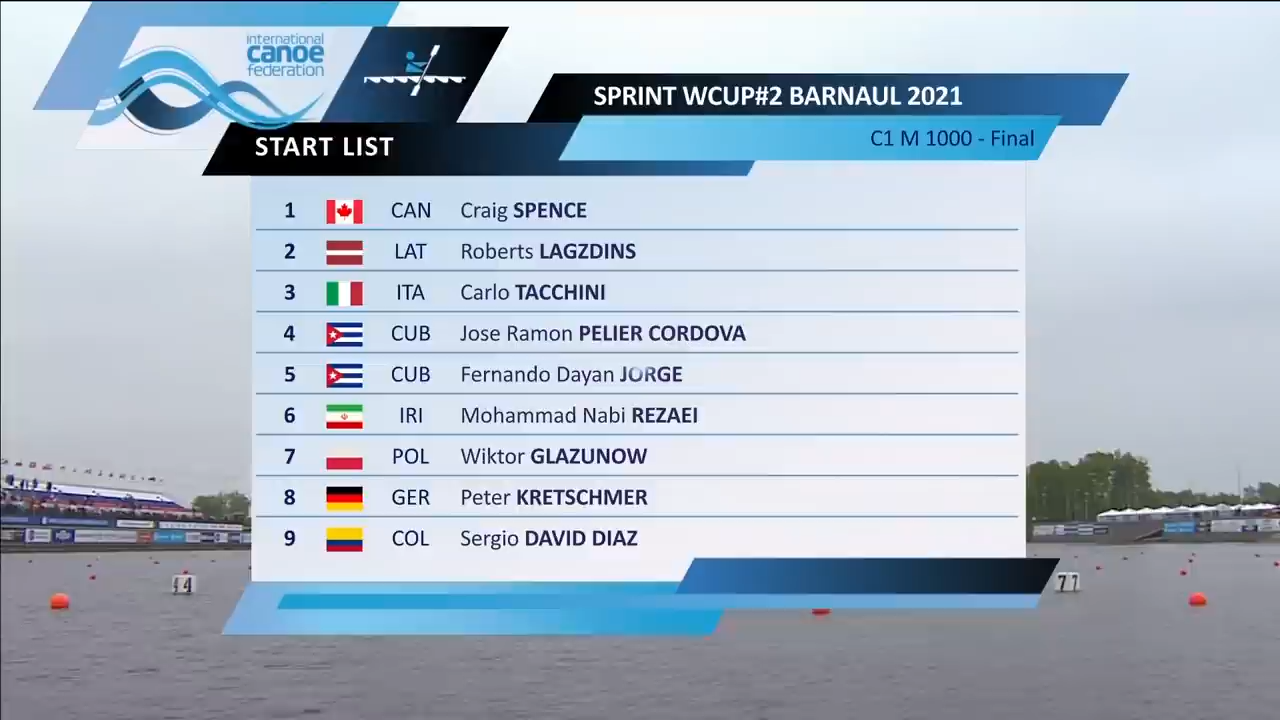 international
canoe
federation
SPRINT WCUP#2 BARNAUL 2021
C1 M 1000 - Final
START LIST
1 CAN Craig SPENCE
2 LAT Roberts LAGZDINS
3 ITA Carlo TACCHINI
4 CUB Jose Ramon PELIER CORDOVA
5 CUB Fernando Dayan JORGE
6 IRI Mohammad Nabi REZAEI
7 POL Wiktor GLAZUNOW
8 GER Peter KRETSCHMER
9 COL Sergio DAVID DIAZ